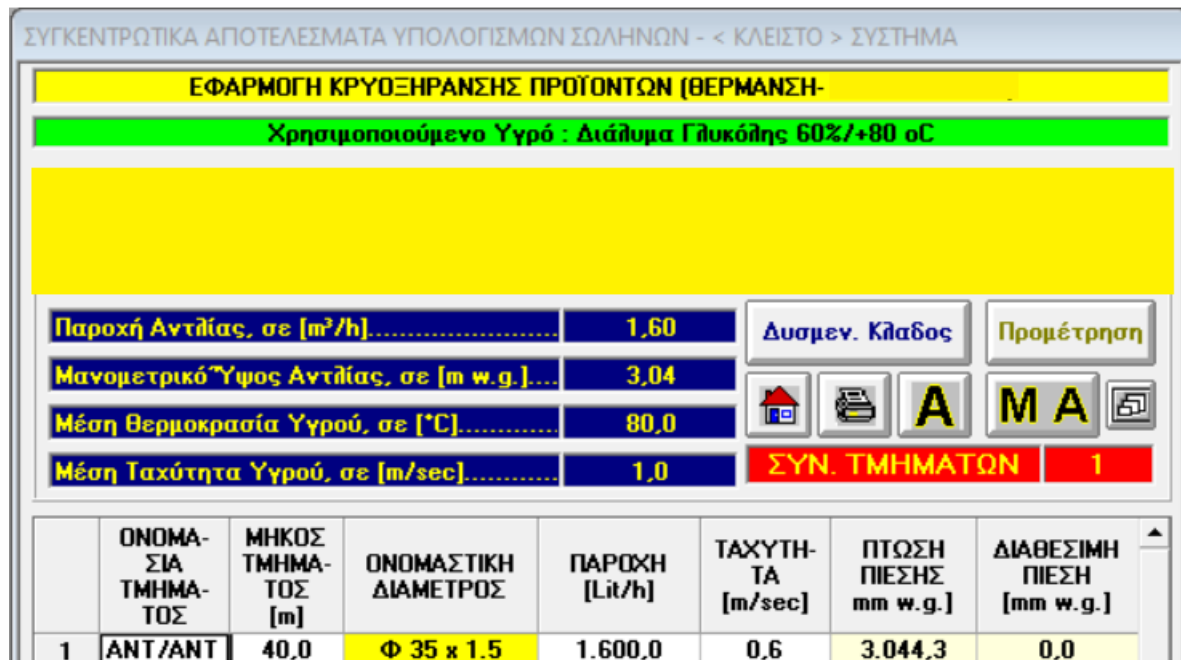 ΣΥΓΚΕΝΤΡΩΤΙΚΑ ΑΠΟΤΕΛΕΣΜΑΤΑ ΥΠΟΛΟΓΙΣΜΩΝ ΣΩΛΗΝΩΝ - < ΚΛΕΙΣΤΟ > ΣΥΣΤΗΜΑ
ΕΦΑΡΜΟΓΗ ΚΡΥΟΞΗΡΑΝΣΗΣ ΠΡΟΪΟΝΤΩΝ (ΘΕΡΜΑΝΣΗ-
Χρησιμοποιούμενο Υγρό : Διάλυμα Γλυκόλης 60%/+80 oC
Παροχή Αντλίας, σε [m³/h]....................... 1,60
Μανομετρικό Ύψος Αντλίας, σε [m w.g.].... 3,04
Μέση Θερμοκρασία Υγρού, σε [°C]............. 80,0
Μέση Ταχύτητα Υγρού, σε [m/sec]............ 1,0
Δυσμεν. Κλαδος Προμέτρηση
A M A
ΣΥΝ. ΤΜΗΜΑΤΩΝ 1
ΟΝΟΜΑ-
ΣΙΑ
ΤΜΗΜΑ-
ΤΟΣ
ΜΗΚΟΣ
ΤΜΗΜΑ-
ΤΟΣ
[m]
ΟΝΟΜΑΣΤΙΚΗ
ΔΙΑΜΕΤΡΟΣ
ΠΑΡΟΧΗ
[Lit/h]
ΤΑΧΥΤΗ-
ΤΑ
[m/sec]
ΠΤΩΣΗ
ΠΙΕΣΗΣ
mm w.g.]
ΔΙΑΘΕΣΙΜΗ
ΠΙΕΣΗ
[mm w.g.]
1 ΑΝΤ/ΑΝΤ 40,0 Φ 35 x 1.5 1.600,0 0,6 3.044,3 0,0